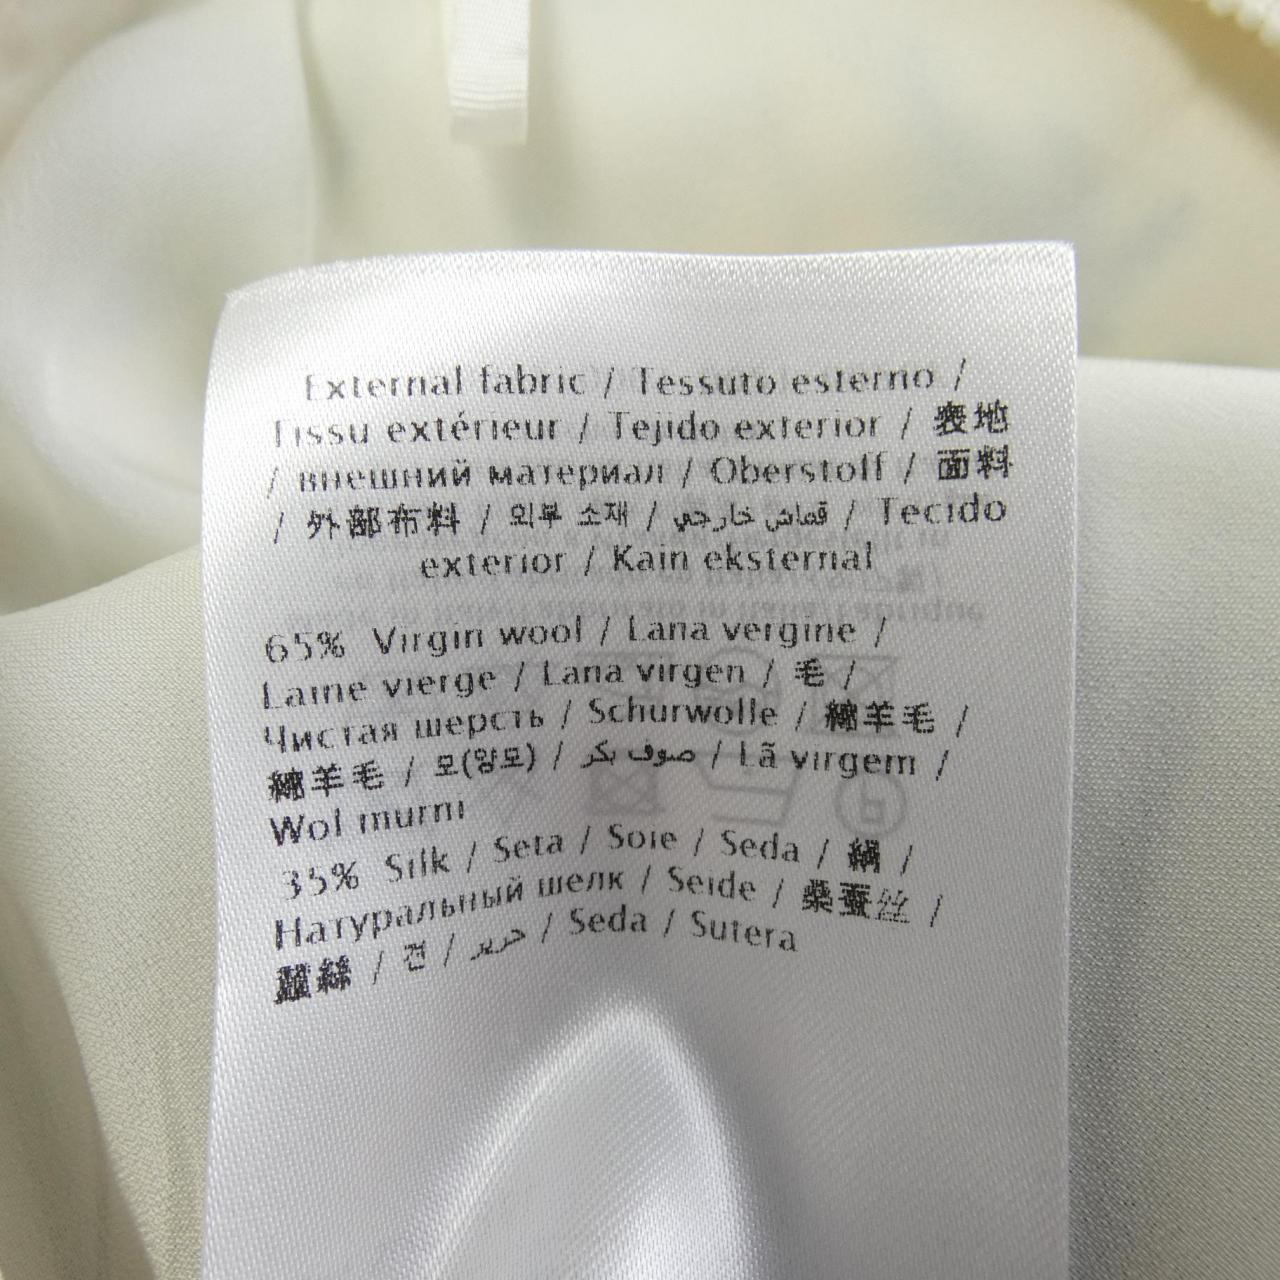 External fabric / Tessuto esterno /
Tissu extérieur / Tejido exterior / 表地
/ внешний материал / Oberstoff / 面料
/ 外部布料 / 외부 소재 / قماش خارجي / Tecido
exterior / Kain eksternal
65% Virgin wool / Lana vergine /
Laine vierge / Lana virgen / 毛 /
Чистая шерсть / Schurwolle / 綿羊毛 /
綿羊毛 / 모(양모) / صوف بكر / Lã virgem /
Wol murni
35% Silk / Seta / Soie / Seda / 絹 /
Натуральный шелк / Seide / 桑蚕丝 /
蠶絲 / 견 / حرير / Seda / Sutera